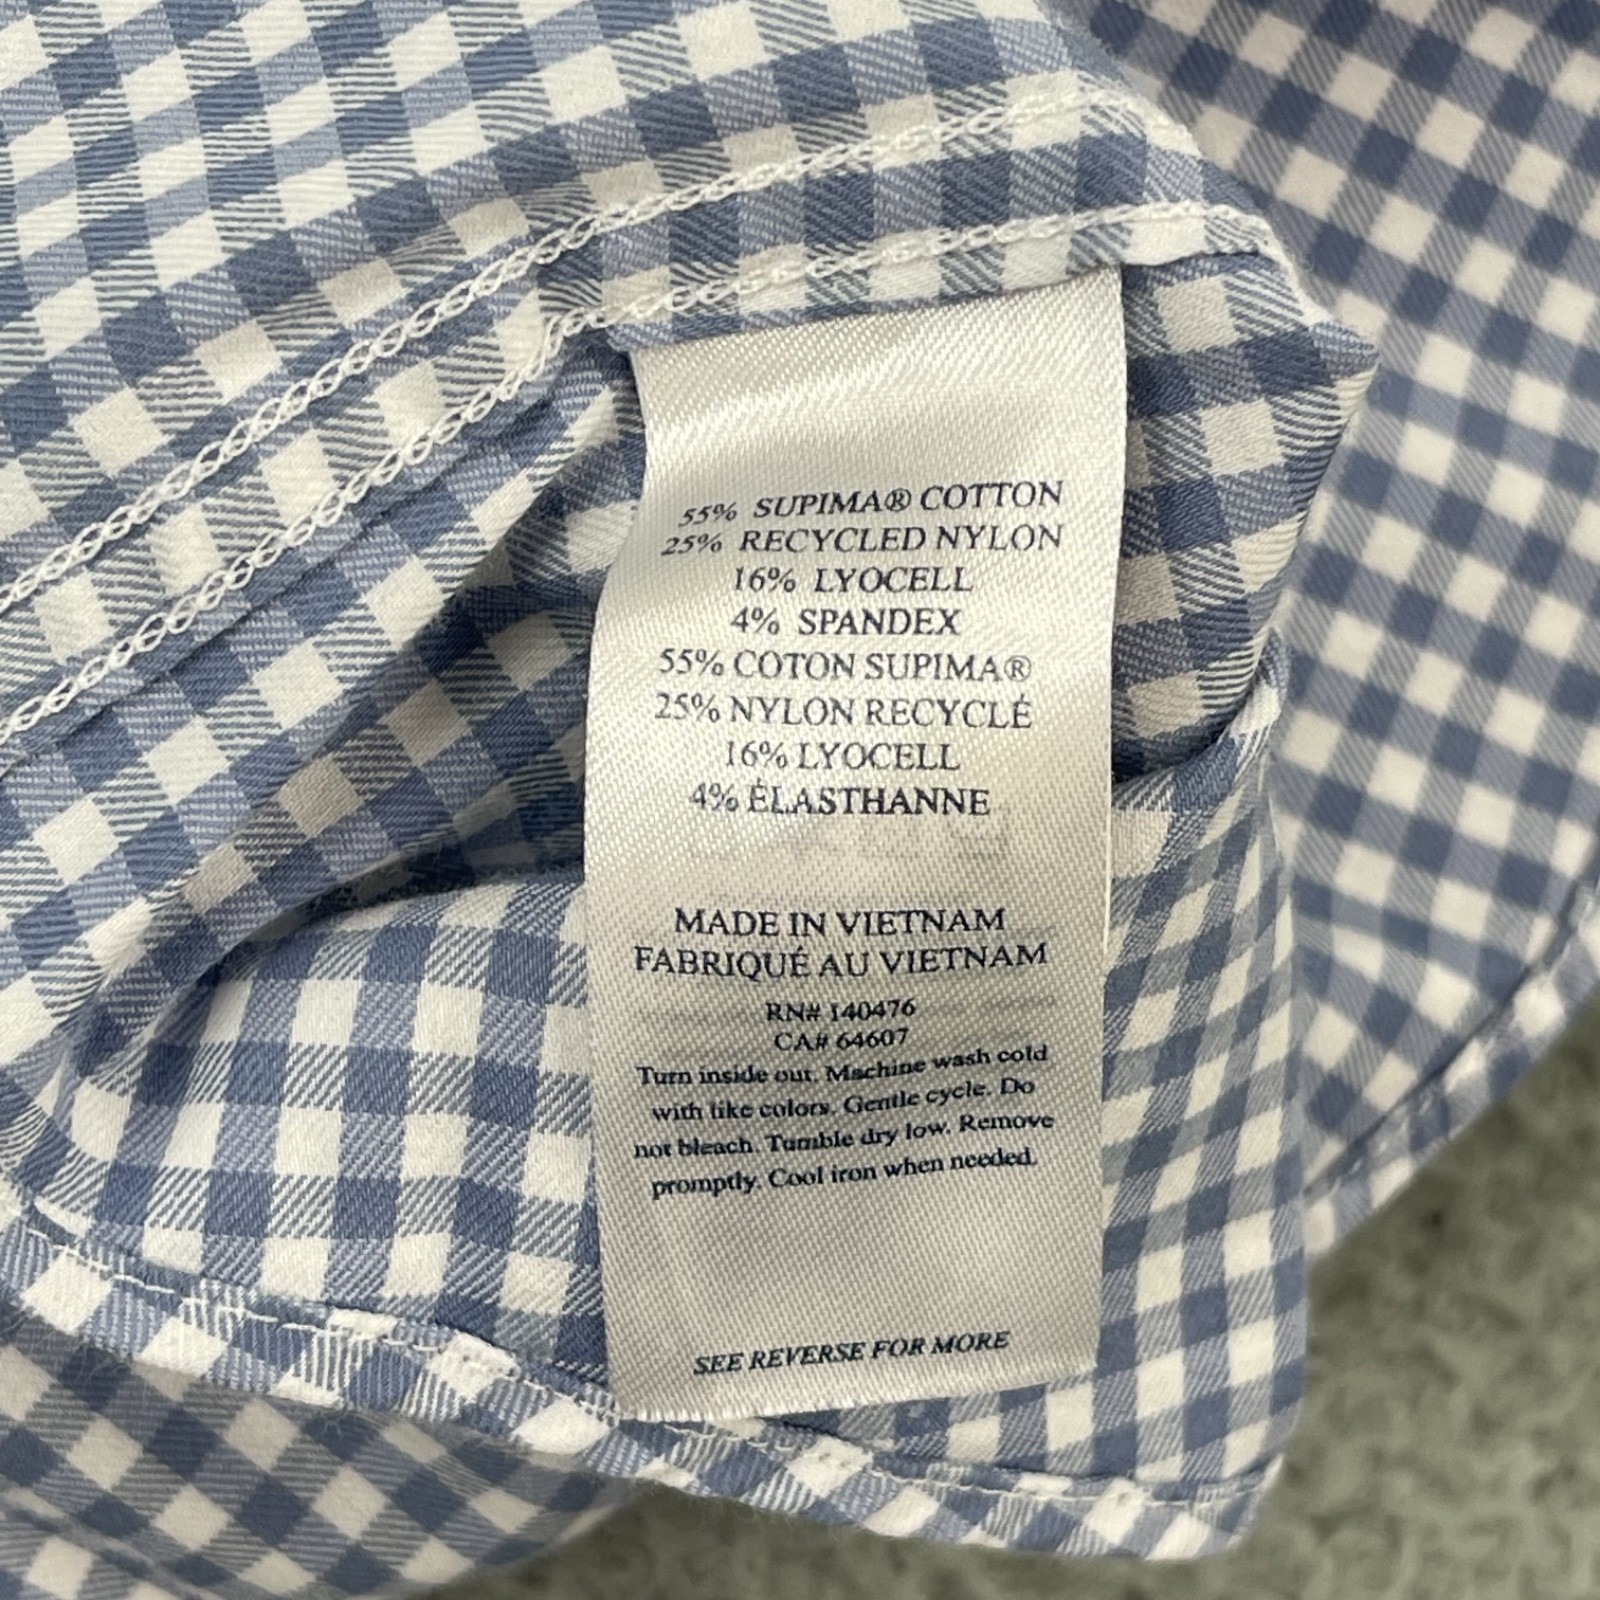 55% SUPIMA® COTTON
25% RECYCLED NYLON
16% LYOCELL
4% SPANDEX
55% COTON SUPIMA®
25% NYLON RECYCLÉ
16% LYOCELL
4% ÉLASTHANNE
MADE IN VIETNAM
FABRIQUÉ AU VIETNAM
RN# 140476
CA# 64607
Turn inside out. Machine wash cold
with like colors. Gentle cycle. Do
not bleach. Tumble dry low. Remove
promptly. Cool iron when needed.
SEE REVERSE FOR MORE